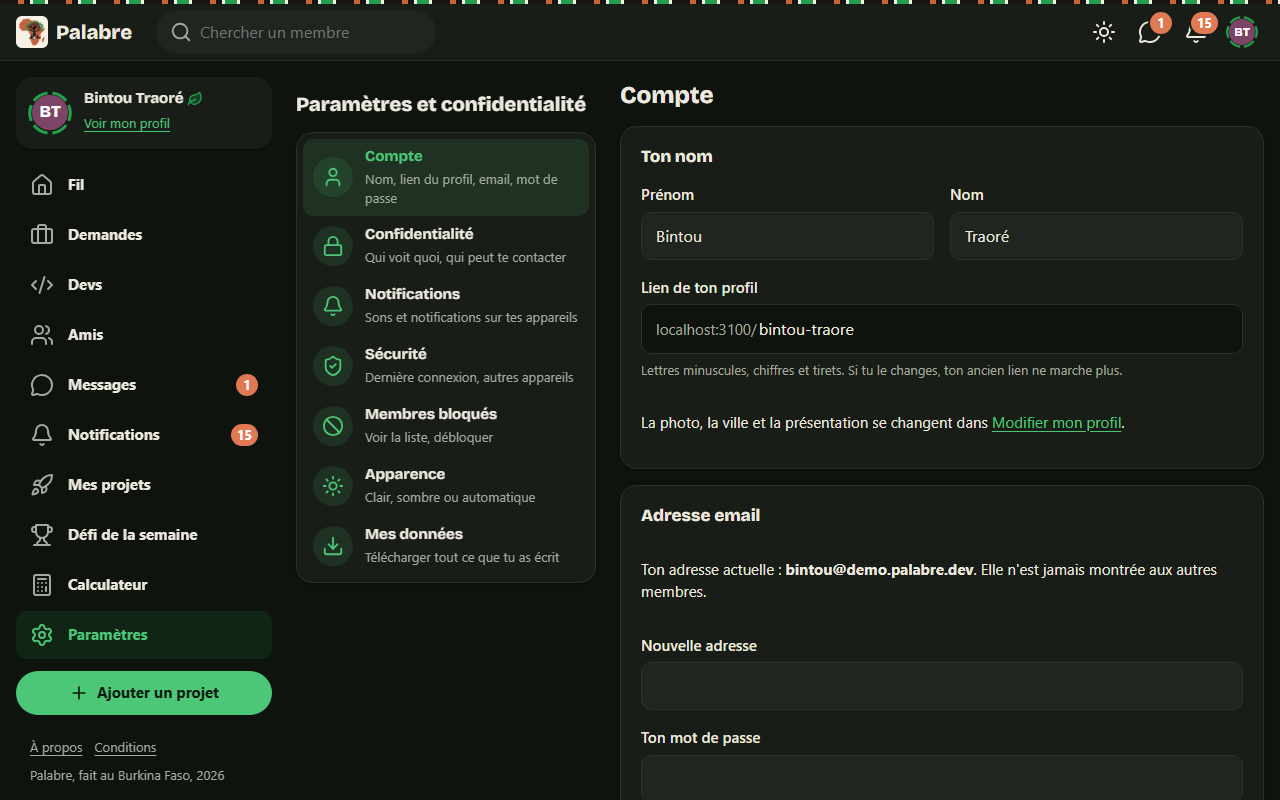 Palabre
Chercher un membre
1
15
BT
BT
Bintou Traoré
Voir mon profil
Fil
Demandes
Devs
Amis
Messages
1
Notifications
15
Mes projets
Défi de la semaine
Calculateur
Paramètres
Ajouter un projet
À propos Conditions
Palabre, fait au Burkina Faso, 2026
Paramètres et confidentialité
Compte
Nom, lien du profil, email, mot de
passe
Confidentialité
Qui voit quoi, qui peut te contacter
Notifications
Sons et notifications sur tes appareils
Sécurité
Dernière connexion, autres appareils
Membres bloqués
Voir la liste, débloquer
Apparence
Clair, sombre ou automatique
Mes données
Télécharger tout ce que tu as écrit
Compte
Ton nom
Prénom Nom
Bintou Traoré
Lien de ton profil
localhost:3100/bintou-traore
Lettres minuscules, chiffres et tirets. Si tu le changes, ton ancien lien ne marche plus.
La photo, la ville et la présentation se changent dans Modifier mon profil.
Adresse email
Ton adresse actuelle : bintou@demo.palabre.dev. Elle n'est jamais montrée aux autres
membres.
Nouvelle adresse
Ton mot de passe